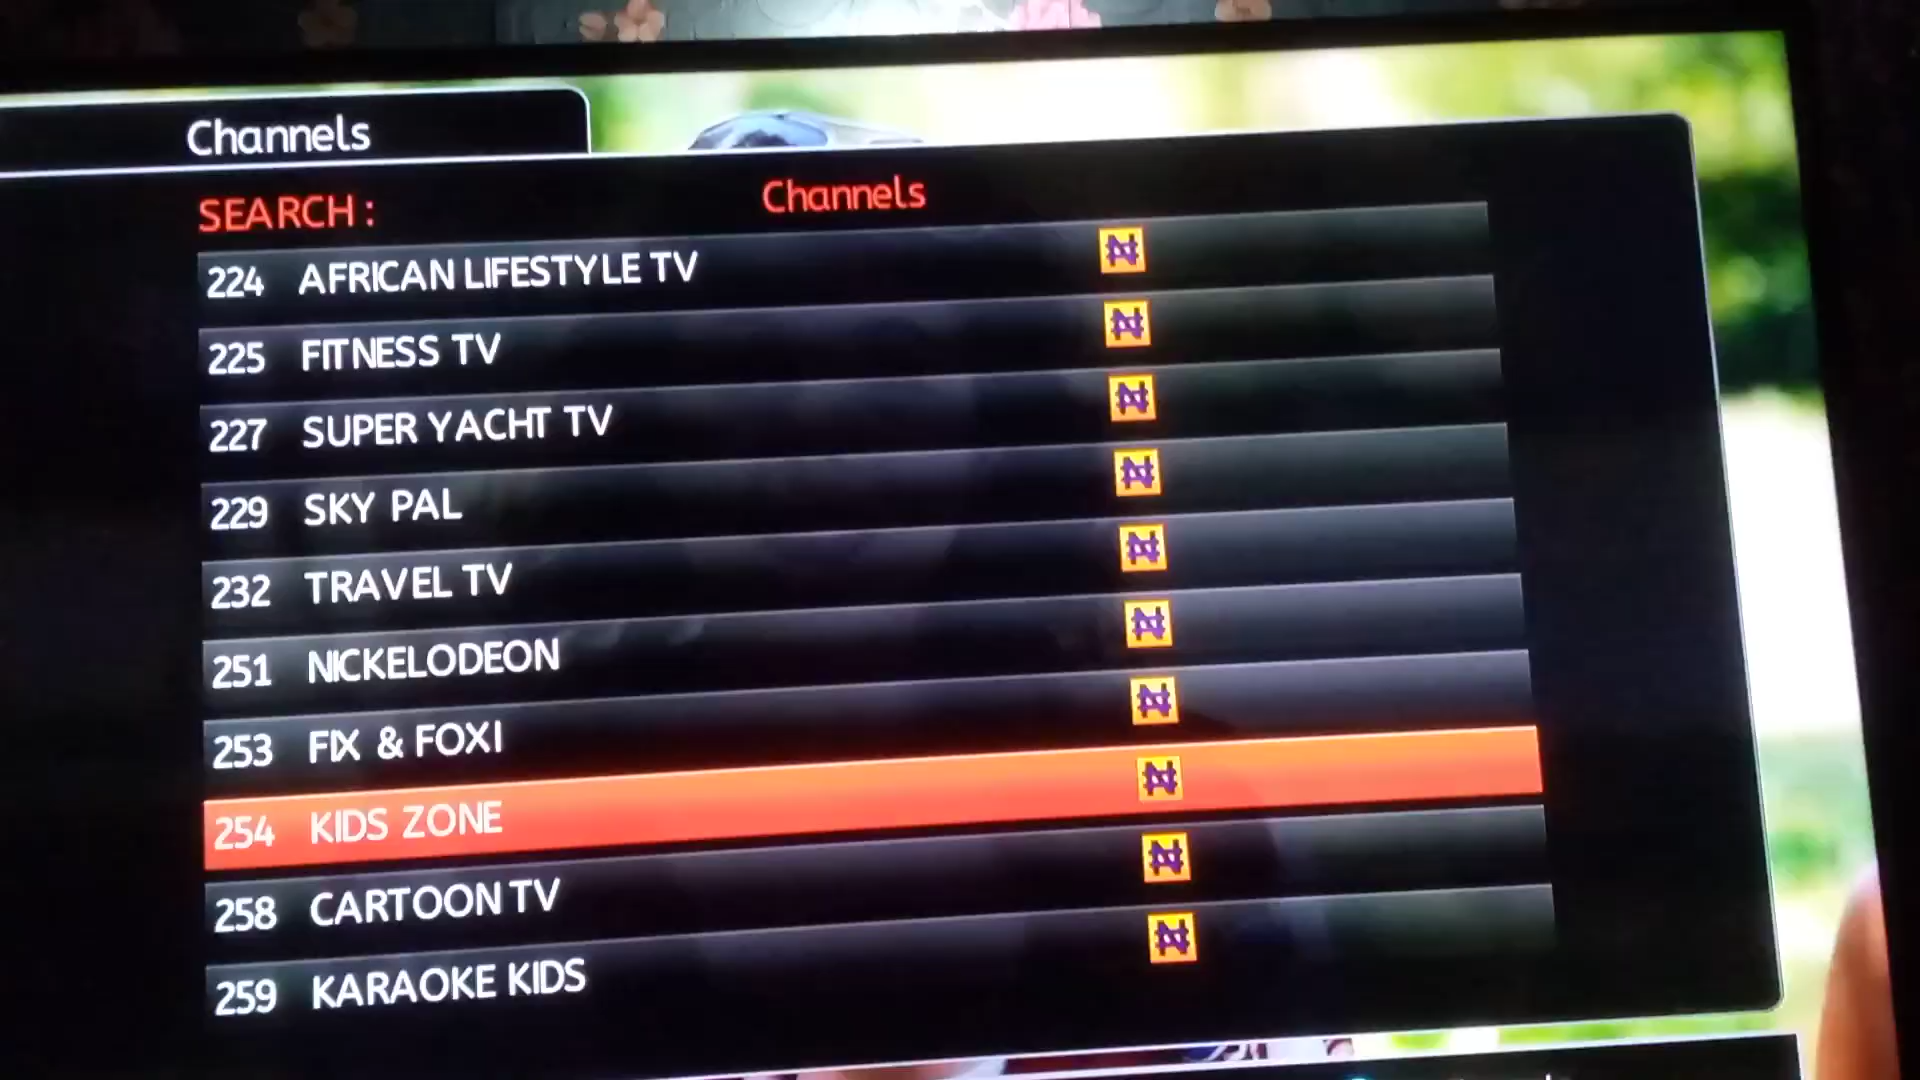 Channels
SEARCH : Channels
224 AFRICAN LIFESTYLE TV
225 FITNESS TV
227 SUPER YACHT TV
229 SKY PAL
232 TRAVEL TV
251 NICKELODEON
253 FIX & FOXI
254 KIDS ZONE
258 CARTOON TV
259 KARAOKE KIDS